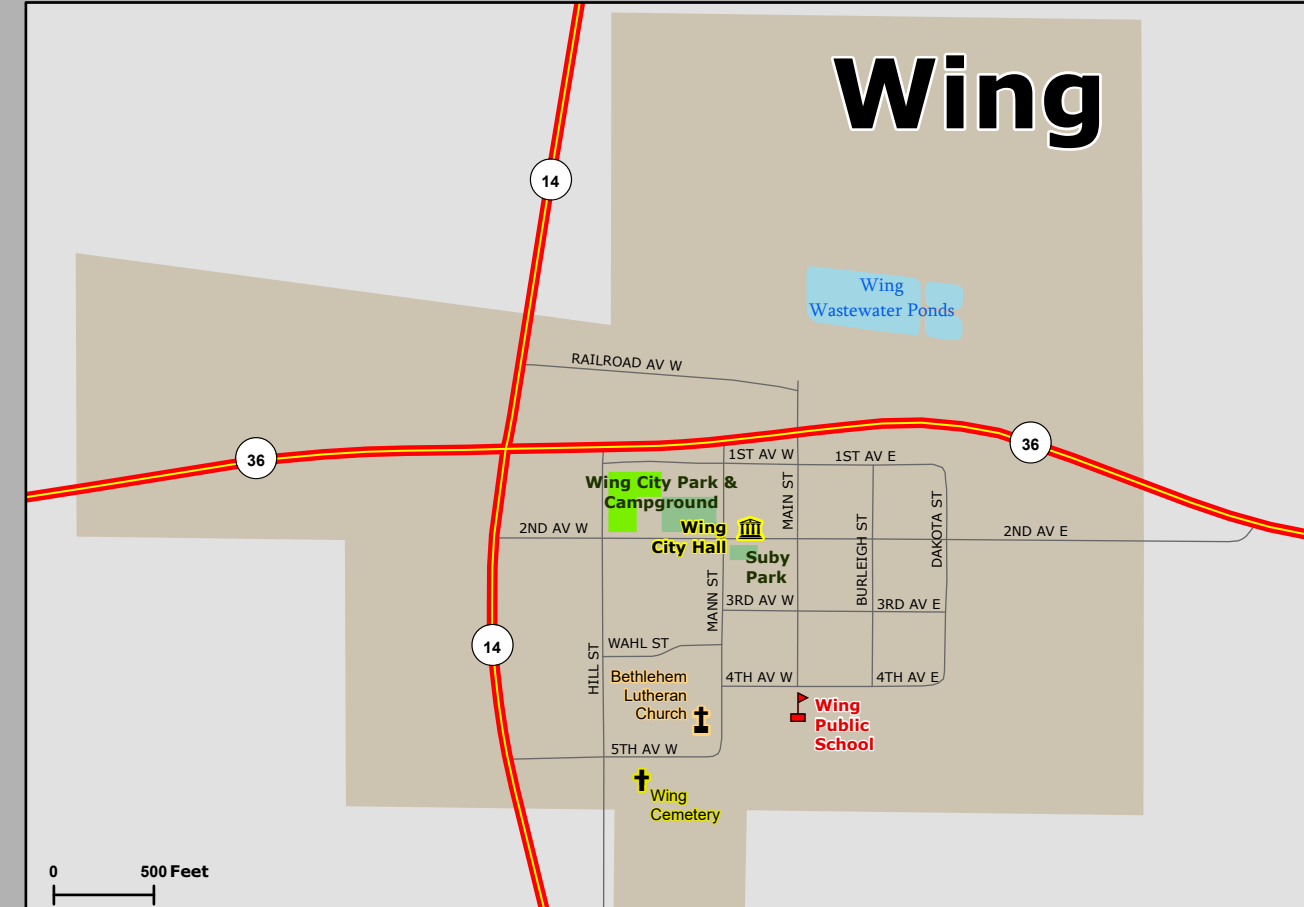 Wing
14
Wing
Wastewater Ponds
RAILROAD AV W
36
36
1ST AV W
1ST AV E
Wing City Park &
Campground
MAIN ST
2ND AV W
Wing
City Hall
BURLEIGH ST
DAKOTA ST
2ND AV E
Suby
Park
MANN ST
3RD AV W
3RD AV E
14
HILL ST
WAHL ST
Bethlehem
Lutheran
Church
4TH AV W
4TH AV E
Wing
Public
School
5TH AV W
Wing
Cemetery
0 500 Feet